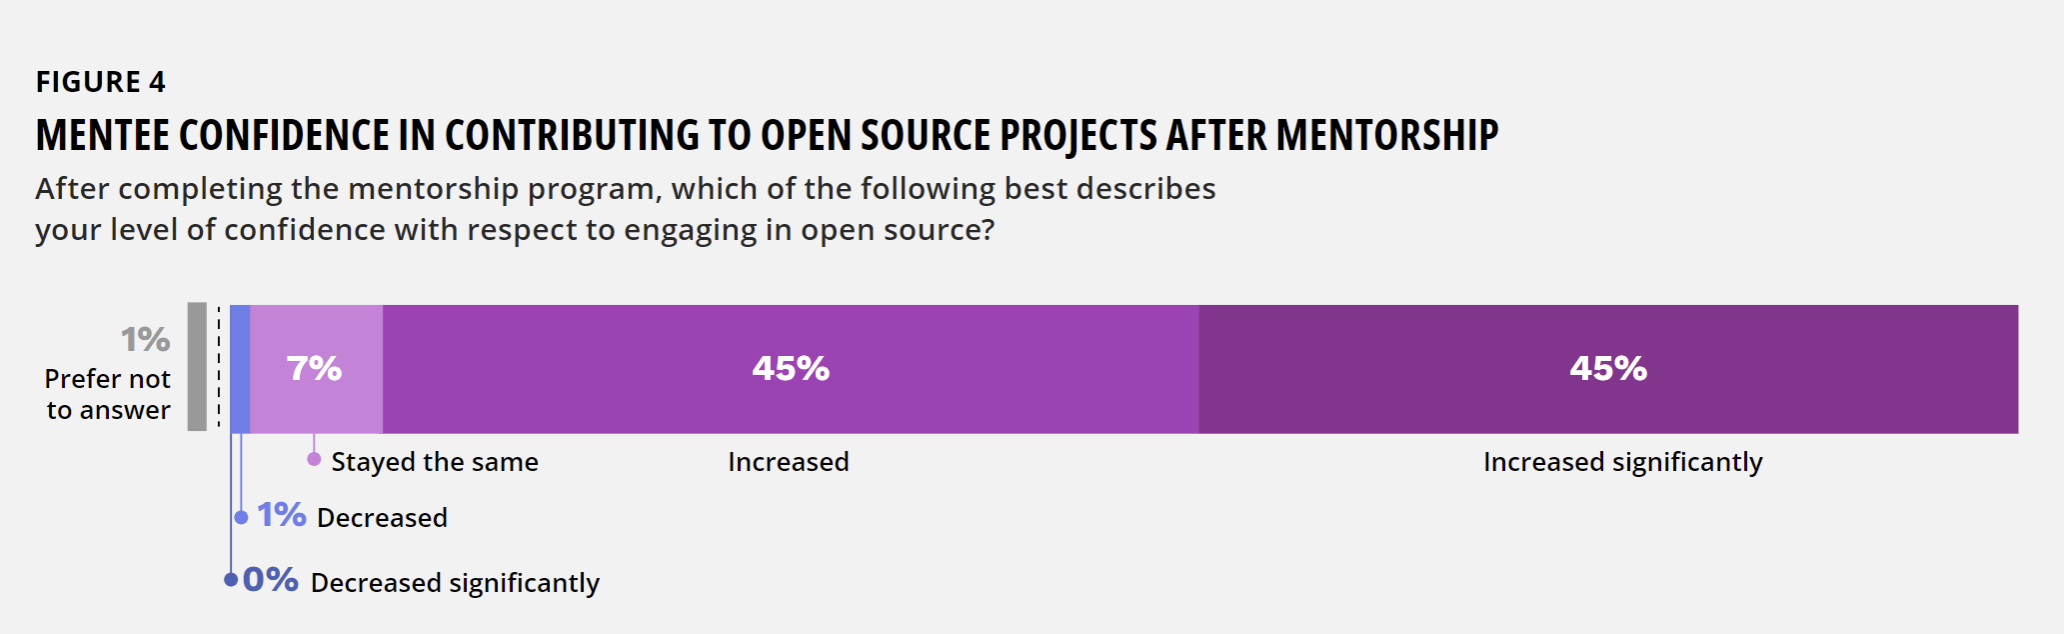 FIGURE 4
MENTEE CONFIDENCE IN CONTRIBUTING TO OPEN SOURCE PROJECTS AFTER MENTORSHIP
After completing the mentorship program, which of the following best describes
your level of confidence with respect to engaging in open source?
1%
Prefer not
to answer
7%
45%
45%
Stayed the same
Increased
Increased significantly
1% Decreased
0% Decreased significantly